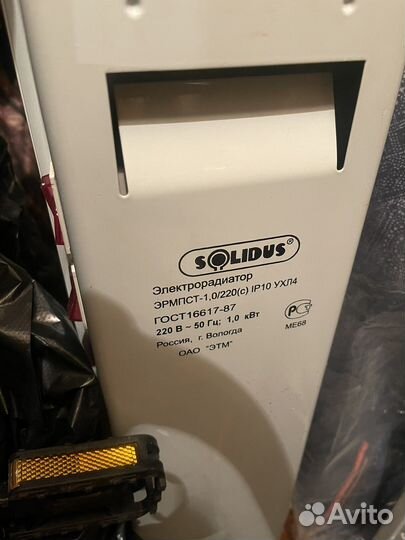 SOLIDUS®
Электрорадиатор
ЭРМПСТ-1,0/220(с) IP10 УХЛ4
ГОСТ16617-87
220 В ~ 50 Гц; 1,0 кВт
Россия, г. Вологда
ОАО "ЭТМ"
РСТ
МЕ68
Avito